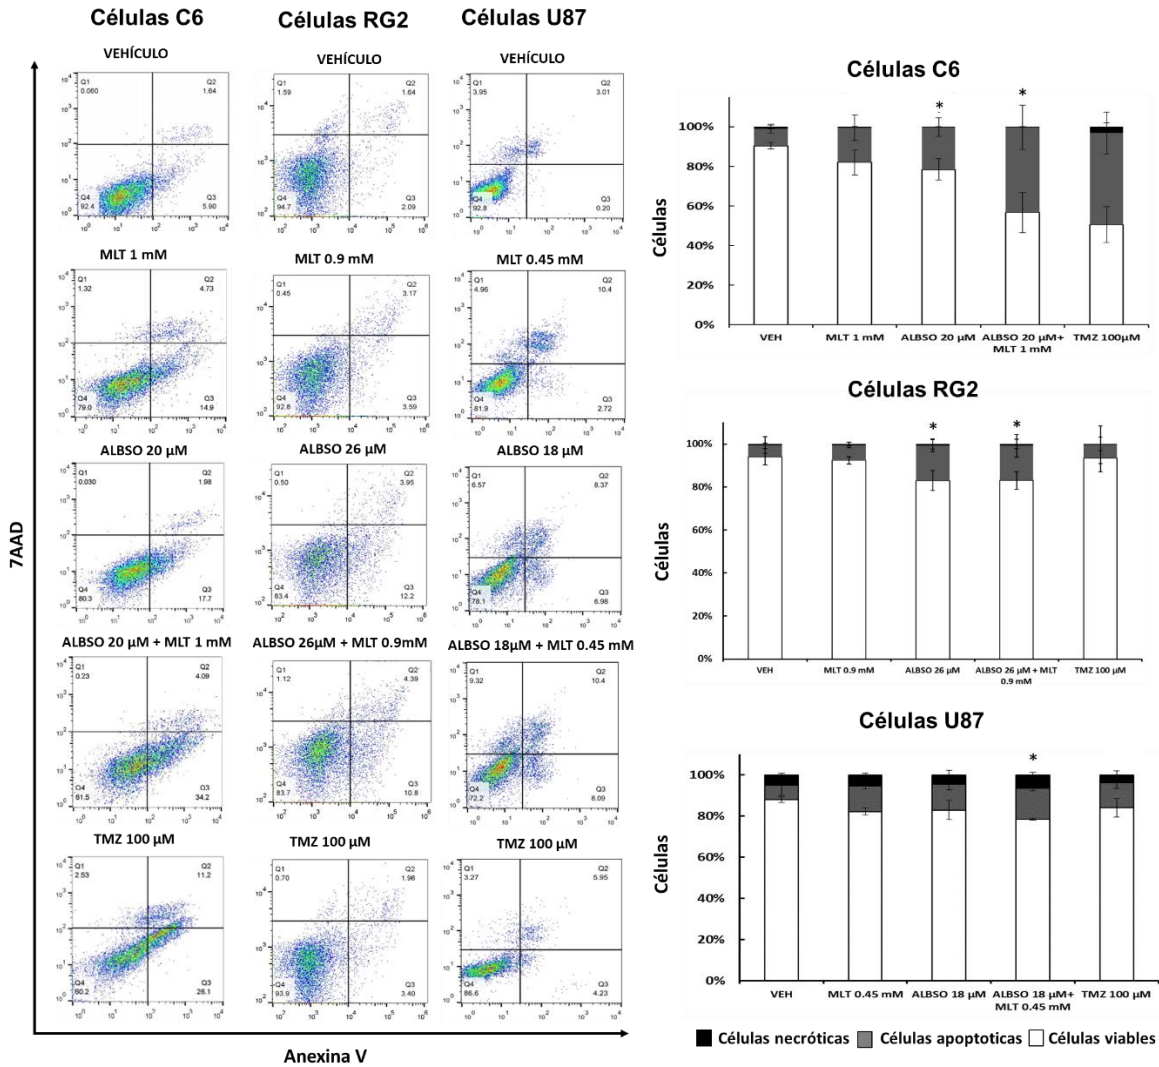 Células C6
Células RG2
Células U87
VEHÍCULO
VEHÍCULO
VEHÍCULO
Q1
0.060
Q2
1.64
Q4
92.4
Q3
5.90
Q1
1.59
Q2
1.64
Q4
94.7
Q3
2.09
Q1
3.95
Q2
3.01
Q4
92.8
Q3
0.20
MLT 1 mM
MLT 0.9 mM
MLT 0.45 mM
Q1
1.32
Q2
4.73
Q4
79.0
Q3
14.9
Q1
0.45
Q2
3.17
Q4
92.8
Q3
3.59
Q1
4.96
Q2
10.4
Q4
81.9
Q3
2.72
ALBSO 20 µM
ALBSO 26 µM
ALBSO 18 µM
Q1
0.030
Q2
1.98
Q4
80.3
Q3
17.7
Q1
0.50
Q2
3.95
Q4
83.4
Q3
12.2
Q1
6.57
Q2
8.37
Q4
78.1
Q3
6.98
ALBSO 20 µM + MLT 1 mM
ALBSO 26µM + MLT 0.9mM
ALBSO 18µM + MLT 0.45 mM
Q1
0.23
Q2
4.09
Q4
61.5
Q3
34.2
Q1
1.12
Q2
4.39
Q4
83.7
Q3
10.8
Q1
9.32
Q2
10.4
Q4
72.2
Q3
8.09
TMZ 100 µM
TMZ 100 µM
TMZ 100 µM
Q1
2.53
Q2
11.2
Q4
60.2
Q3
26.1
Q1
0.70
Q2
1.96
Q4
93.9
Q3
3.40
Q1
3.27
Q2
5.95
Q4
86.6
Q3
4.23
7AAD
Anexina V
Células C6
Células
100%
80%
60%
40%
20%
0%
* *
VEH
MLT 1 mM
ALBSO 20 µM
ALBSO 20 µM+
MLT 1 mM
TMZ 100µM
Células RG2
Células
100%
80%
60%
40%
20%
0%
* *
VEH
MLT 0.9 mM
ALBSO 26 µM
ALBSO 26 µM + MLT
0.9 mM
TMZ 100 µM
Células U87
Células
100%
80%
60%
40%
20%
0%
*
VEH
MLT 0.45 mM
ALBSO 18 µM
ALBSO 18 µM+
MLT 0.45 mM
TMZ 100 µM
Células necróticas
Células apoptoticas
Células viables